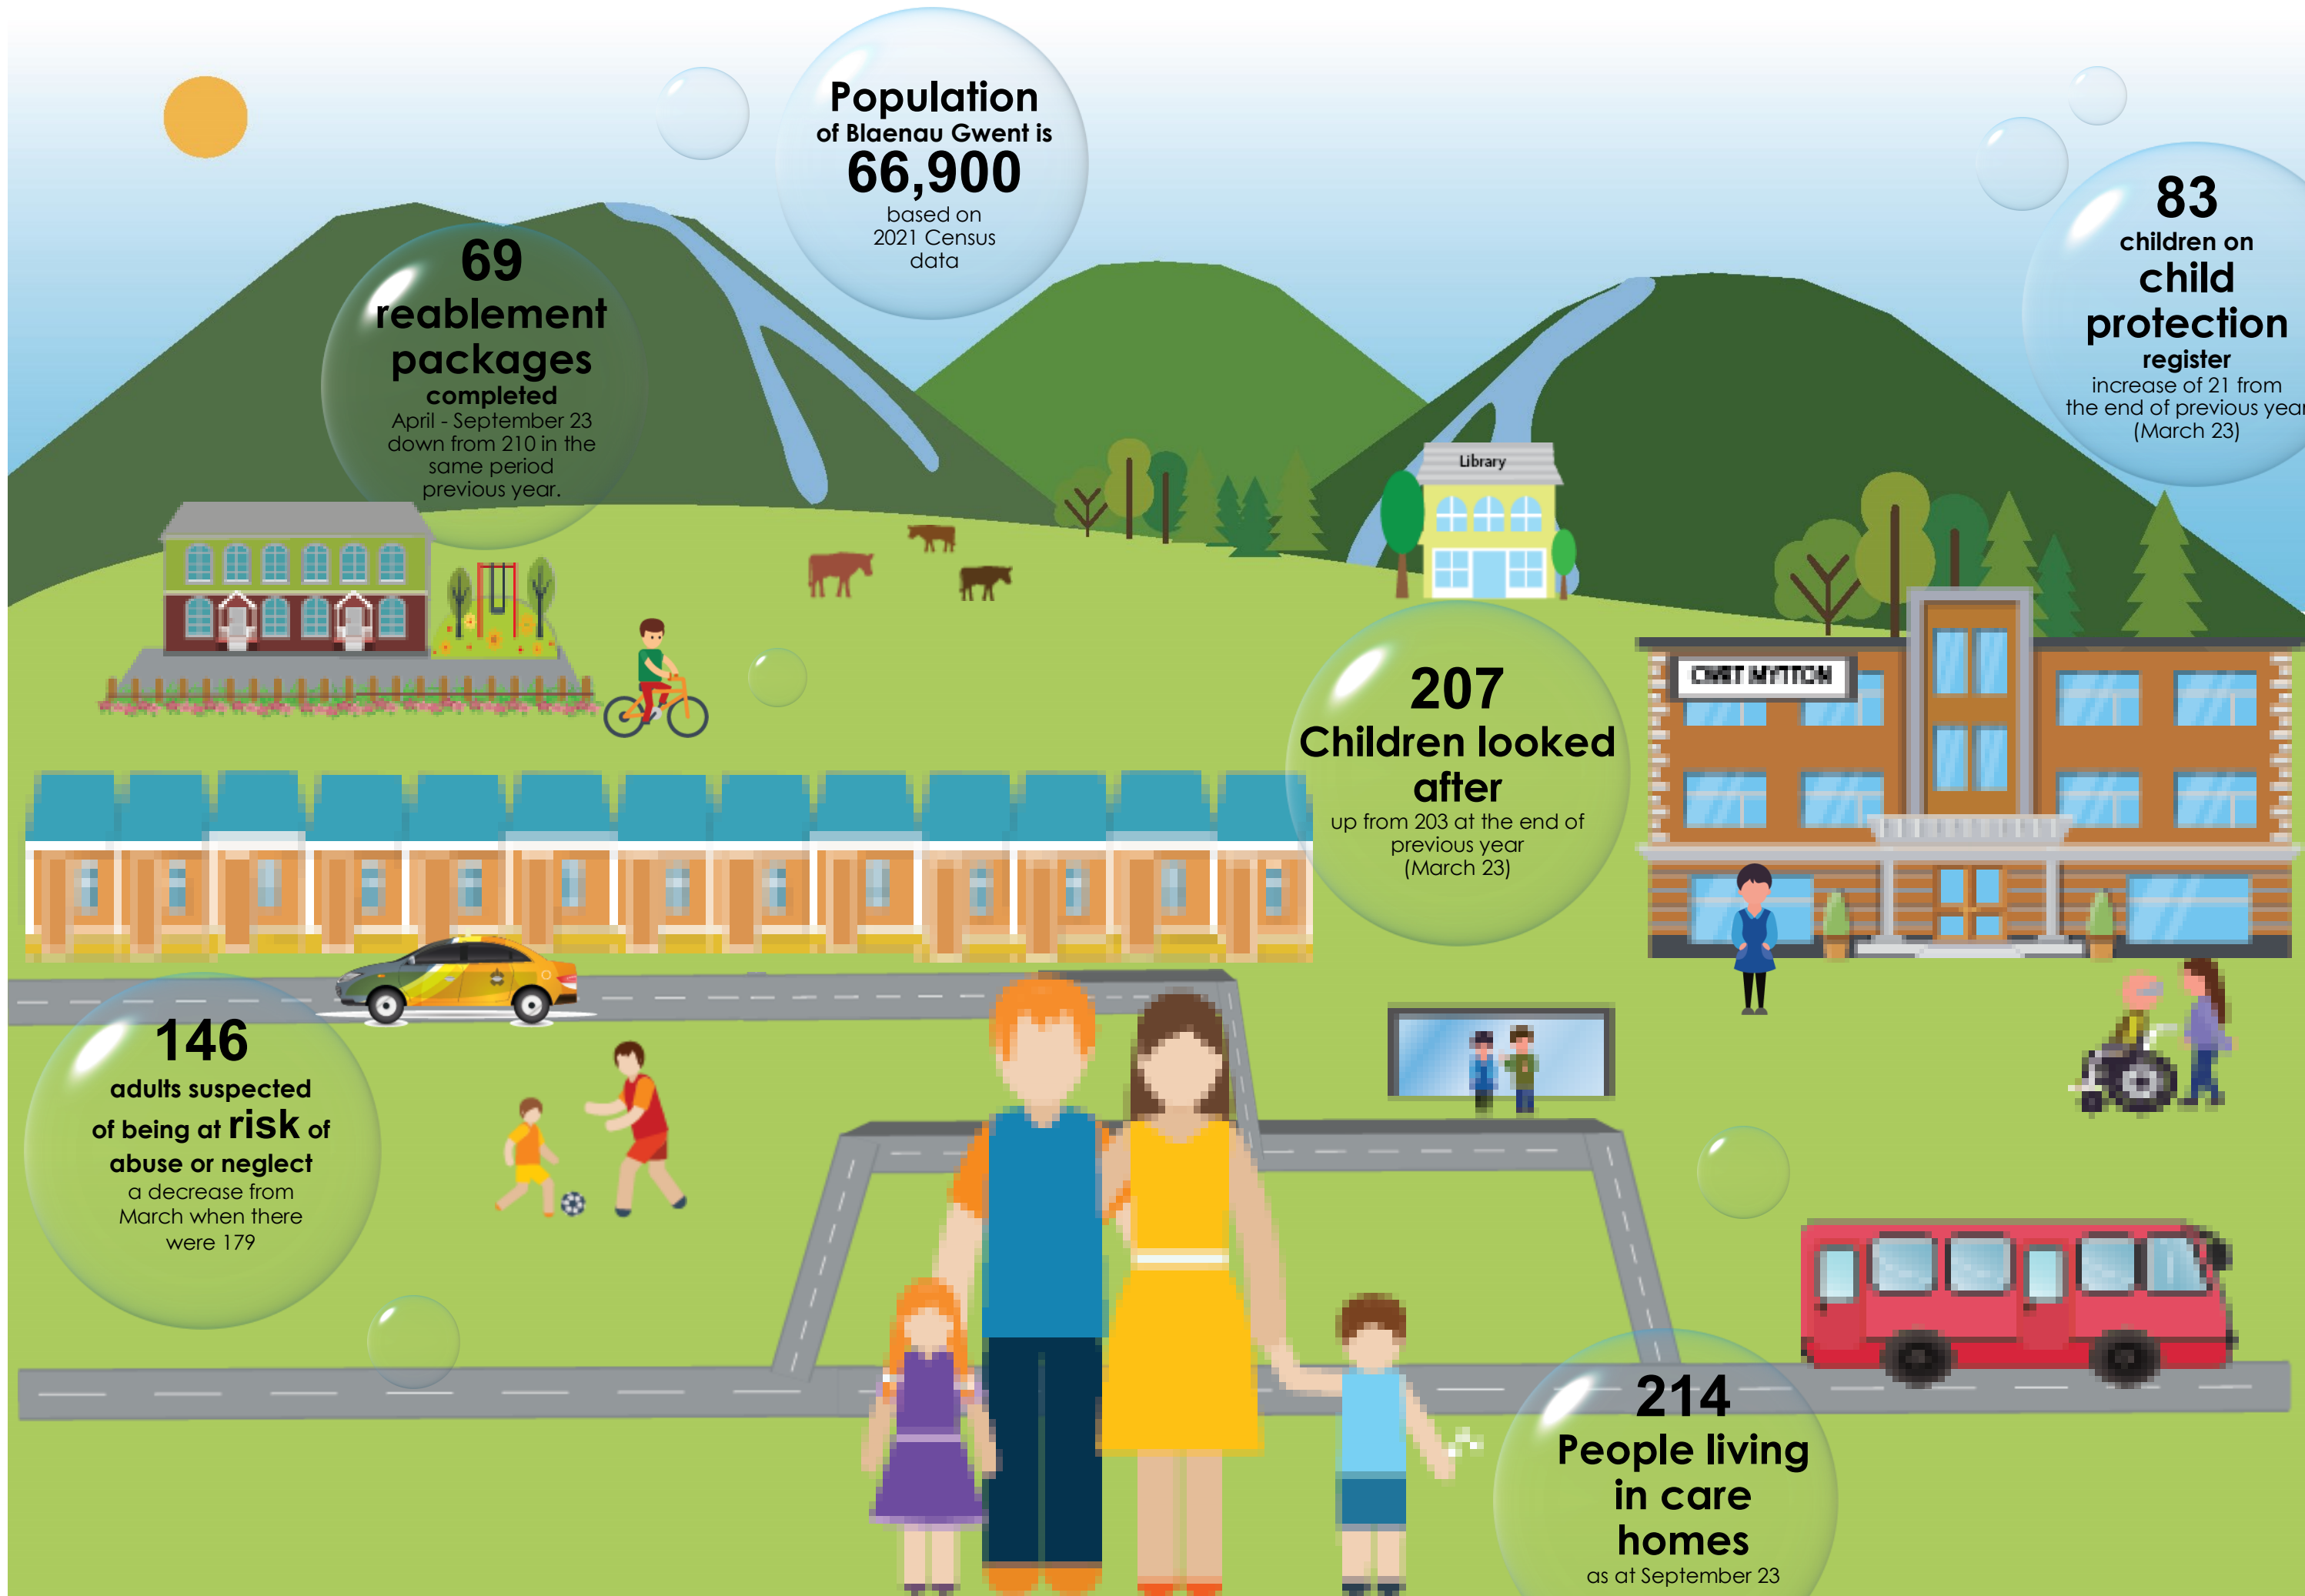 Population
of Blaenau Gwent is
66,900
based on
2021 Census
data
83
children on
child
protection
register
increase of 21 from
the end of previous year
(March 23)
69
reablement
packages
completed
April - September 23
down from 210 in the
same period
previous year.
Library
207
Children looked
after
up from 203 at the end of
previous year
(March 23)
MYTTON
146
adults suspected
of being at risk of
abuse or neglect
a decrease from
March when there
were 179
214
People living
in care
homes
as at September 23